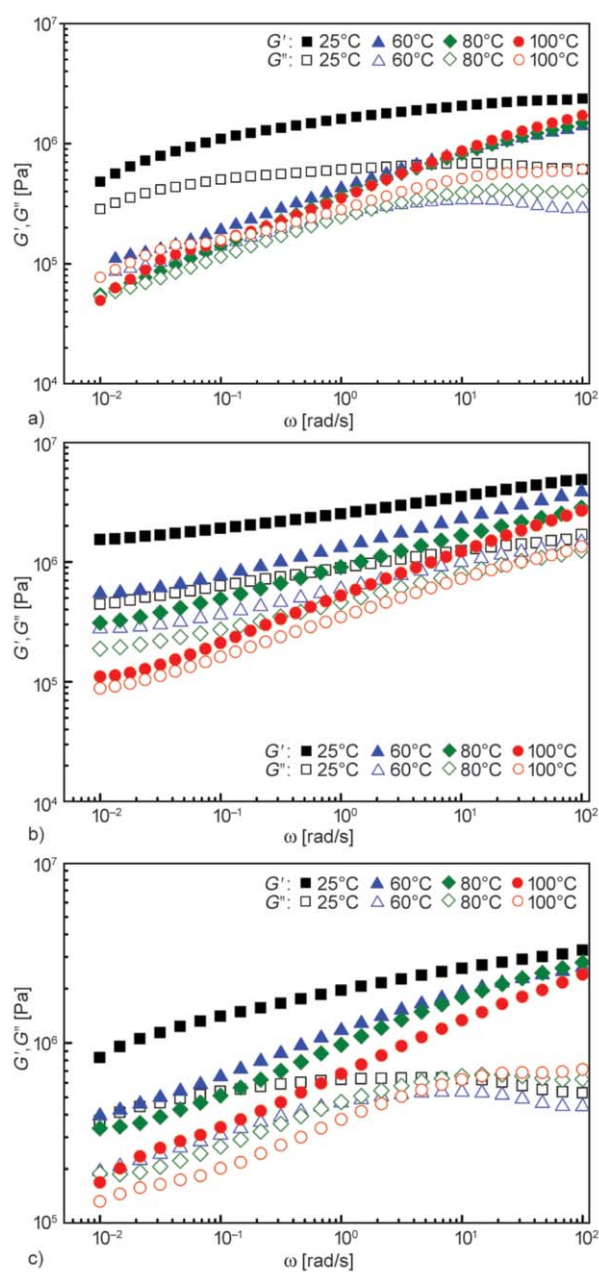 10⁷
G': ■ 25°C ▲ 60°C ◆ 80°C ● 100°C
G'': □ 25°C △ 60°C ◇ 80°C ○ 100°C
10⁶
G', G'' [Pa]
10⁵
10⁴
10⁻² 10⁻¹ 10⁰ 10¹ 10²
a) ω [rad/s]
10⁷
10⁶
G', G'' [Pa]
10⁵
G': ■ 25°C ▲ 60°C ◆ 80°C ● 100°C
G'': □ 25°C △ 60°C ◇ 80°C ○ 100°C
10⁴
10⁻² 10⁻¹ 10⁰ 10¹ 10²
b) ω [rad/s]
10⁷
G': ■ 25°C ▲ 60°C ◆ 80°C ● 100°C
G'': □ 25°C △ 60°C ◇ 80°C ○ 100°C
G', G'' [Pa]
10⁶
10⁵
10⁻² 10⁻¹ 10⁰ 10¹ 10²
c) ω [rad/s]